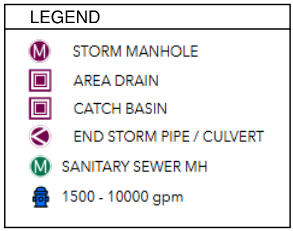 LEGEND
M STORM MANHOLE
AREA DRAIN
CATCH BASIN
END STORM PIPE / CULVERT
M SANITARY SEWER MH
1500 - 10000 gpm